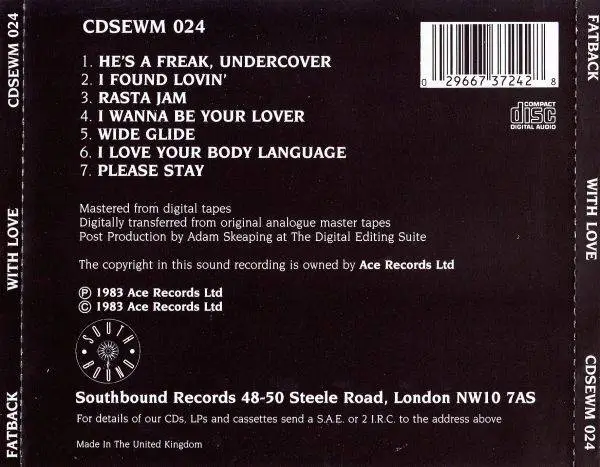 CDSEWM 024
WITH LOVE
FATBACK
CDSEWM 024
1. HE'S A FREAK, UNDERCOVER
2. I FOUND LOVIN'
3. RASTA JAM
4. I WANNA BE YOUR LOVER
5. WIDE GLIDE
6. I LOVE YOUR BODY LANGUAGE
7. PLEASE STAY
0 29667 37242 8
COMPACT
disc
DIGITAL AUDIO
Mastered from digital tapes
Digitally transferred from original analogue master tapes
Post Production by Adam Skeaping at The Digital Editing Suite
The copyright in this sound recording is owned by Ace Records Ltd
℗ 1983 Ace Records Ltd
© 1983 Ace Records Ltd
SOUTH
BOUND
Southbound Records 48-50 Steele Road, London NW10 7AS
For details of our CDs, LPs and cassettes send a S.A.E. or 2 I.R.C. to the address above
Made In The United Kingdom
FATBACK
WITH LOVE
CDSEWM 024